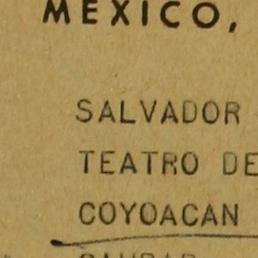 MEXICO,
SALVADOR
TEATRO DE
COYOACAN